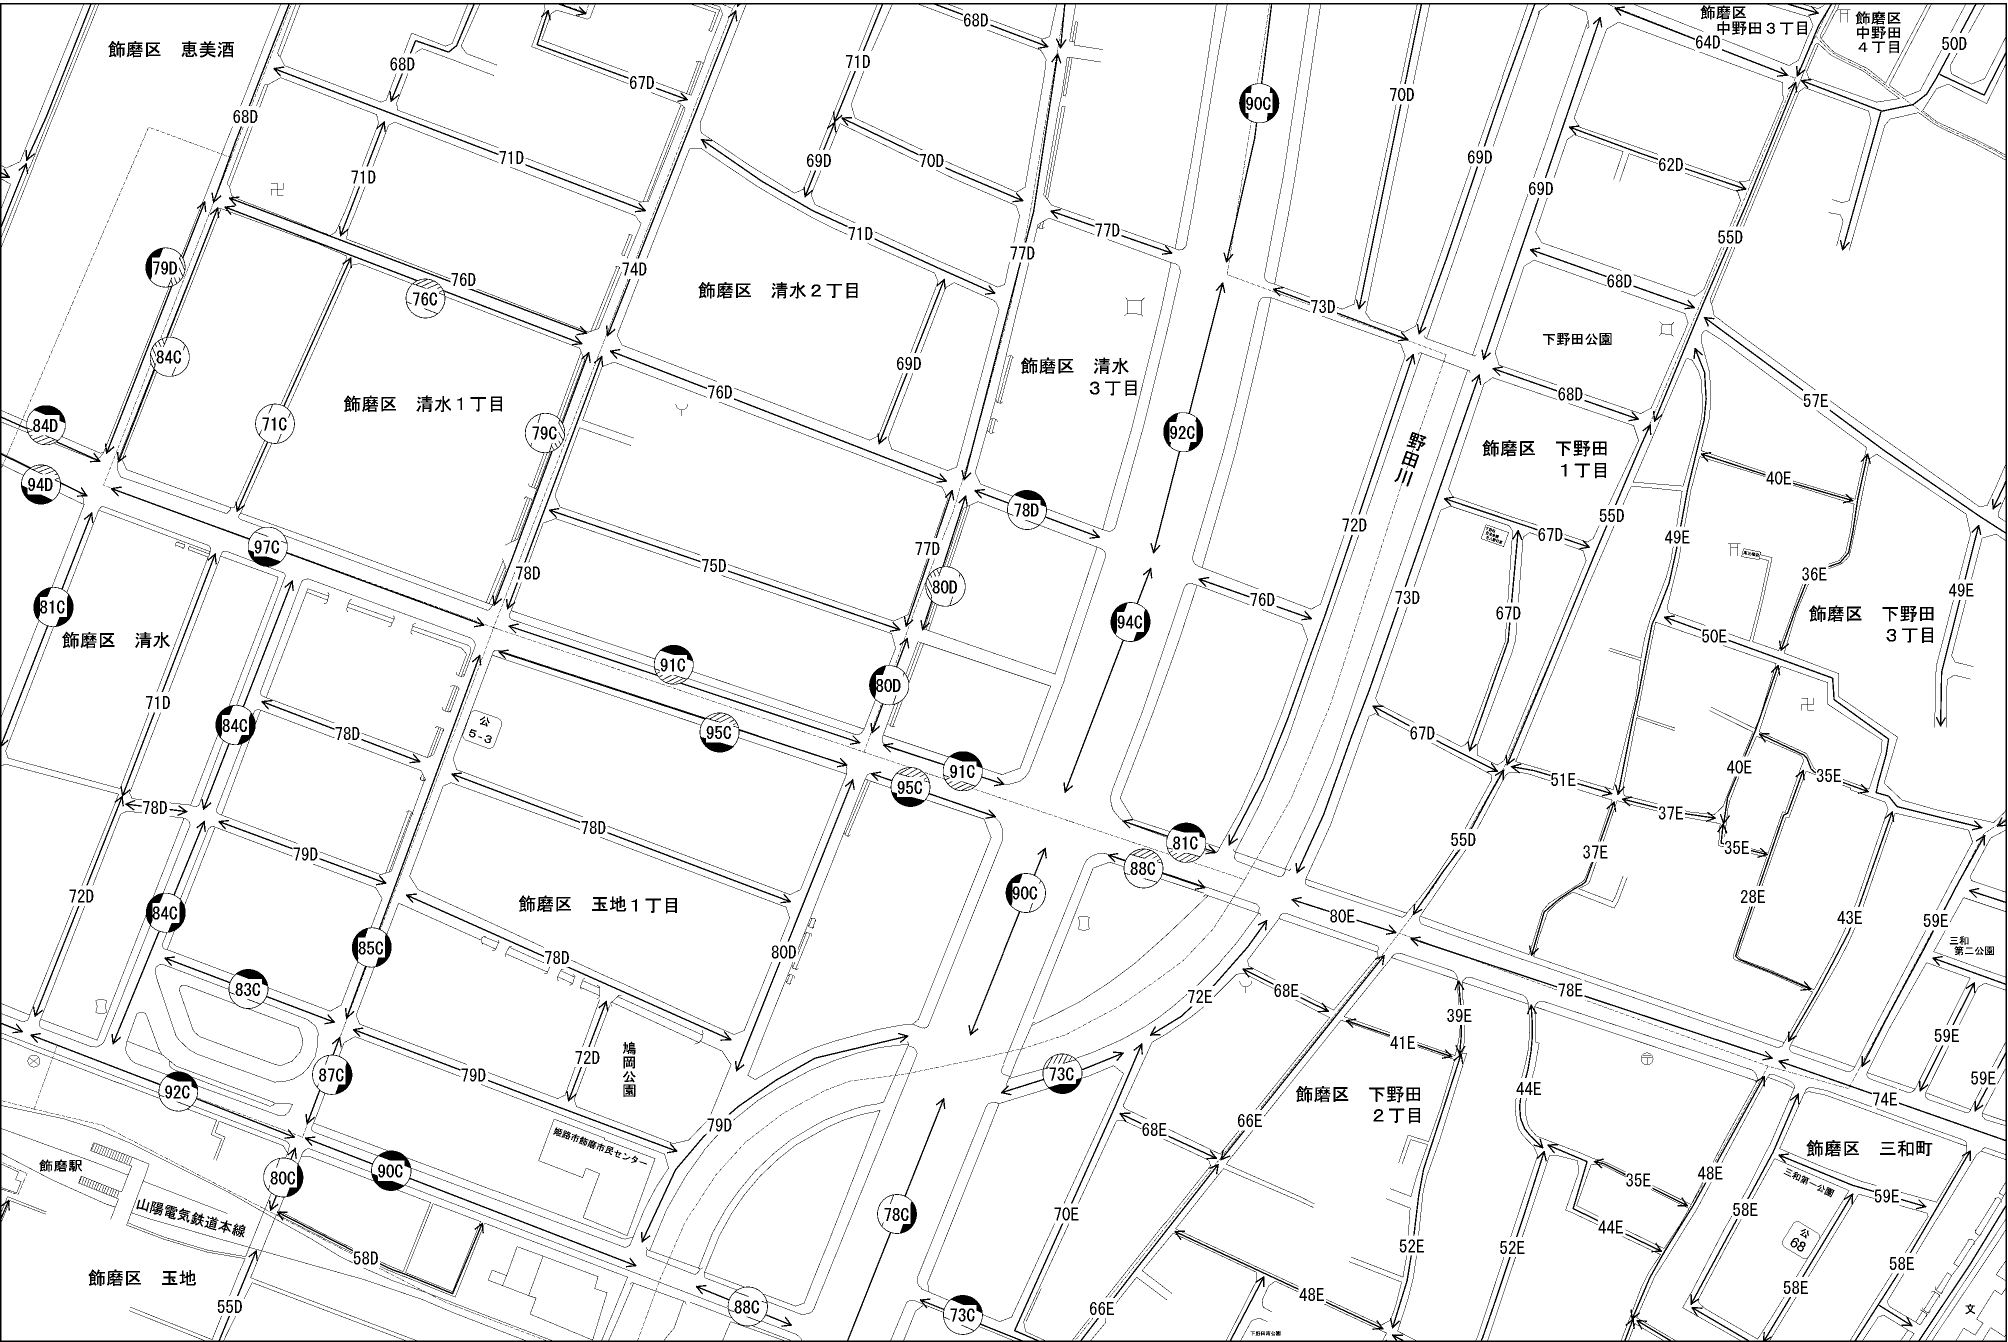 飾磨区 恵美酒
68D
67D
68D
68D
71D
71D
71D
69D
70D
90C
70D
69D
69D
飾磨区
中野田3丁目
飾磨区
中野田
4丁目
50D
64D
62D
55D
77D
77D
79D
76D
76C
74D
飾磨区 清水2丁目
73D
68D
下野田公園
84C
69D
飾磨区 清水
3丁目
68D
57E
76D
飾磨区 清水1丁目
84D
71C
79C
92C
野田川
飾磨区 下野田
1丁目
40E
94D
78D
72D
55D
67D
49E
97C
78D
75D
77D
80D
76D
73D
67D
36E
49E
81C
飾磨区 清水
94C
飾磨区 下野田
3丁目
50E
71D
84C
78D
91C
80D
公
5-3
95C
91C
95C
67D
51E
40E
35E
37E
35E
78D
79D
78D
81C
88C
55D
37E
28E
43E
59E
72D
84C
85C
飾磨区 玉地1丁目
80D
90C
80E
三和
第二公園
83C
78D
72E
68E
78E
39E
41E
59E
59E
92C
87C
79D
72D
鳩岡公園
73C
44E
74E
飾磨区 下野田
2丁目
79D
姫路市飾磨市民センター
68E
66E
飾磨区 三和町
飾磨駅
80C
90C
35E
48E
三和第一公園
59E
山陽電気鉄道本線
78C
70E
58E
44E
公
68
58D
52E
52E
58E
58E
飾磨区 玉地
55D
88C
73C
66E
48E
文
下野田南公園